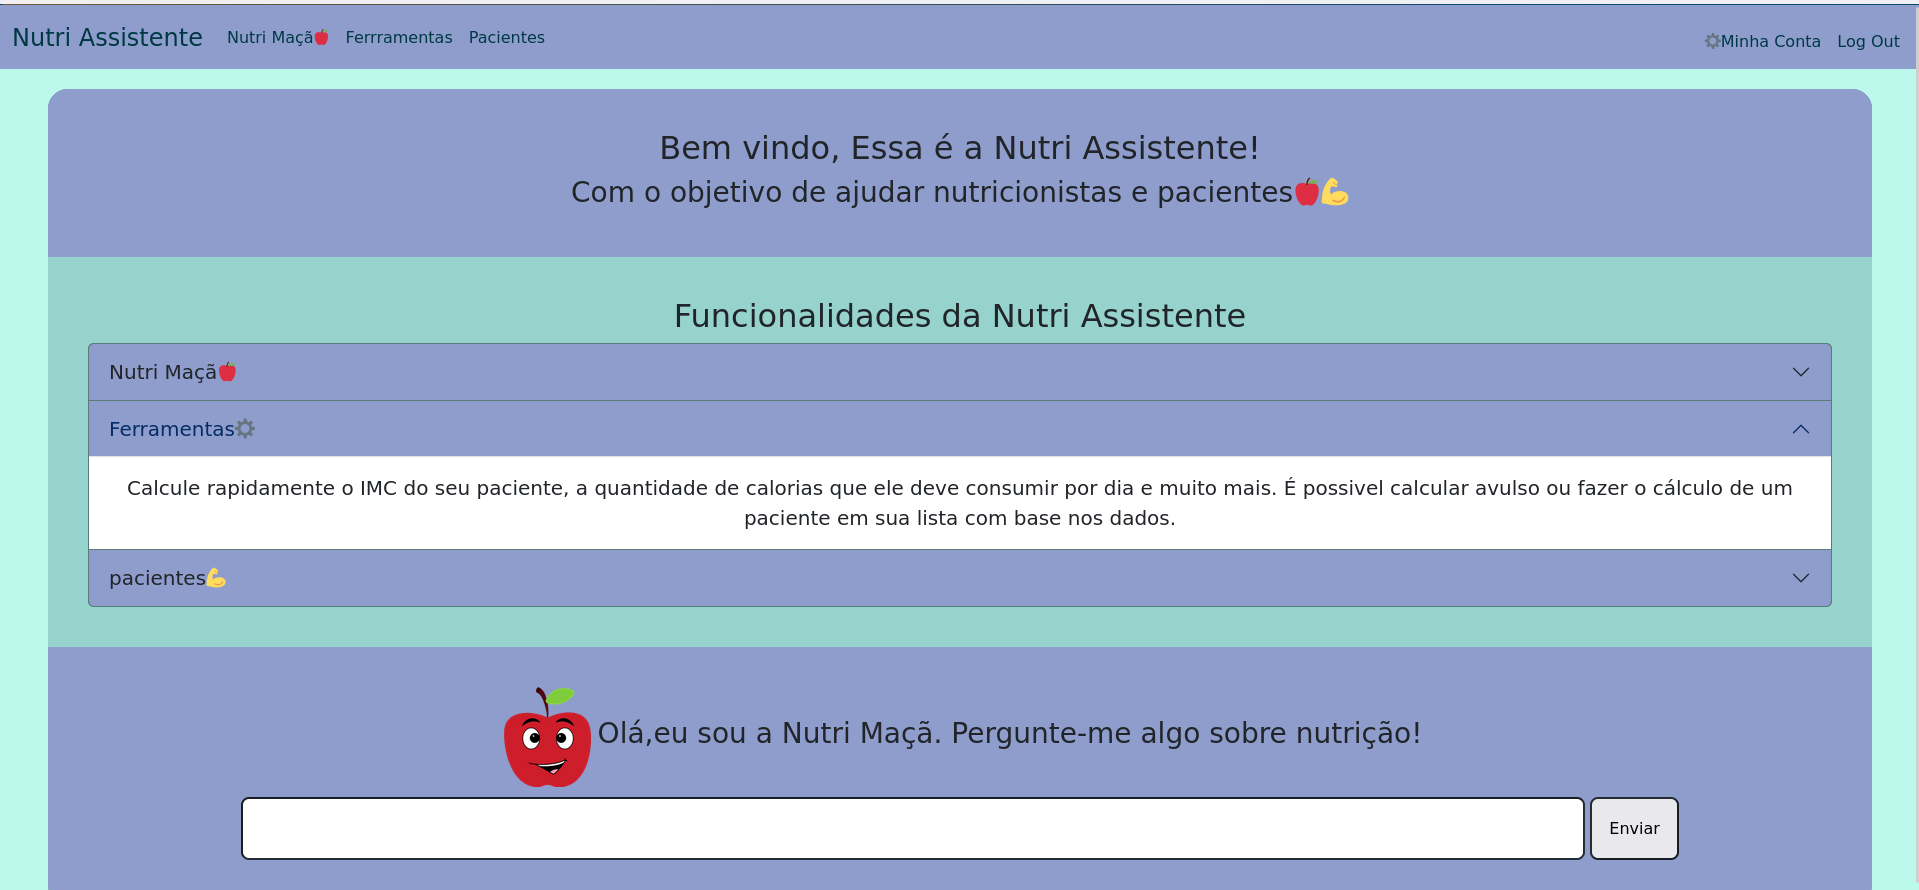 Nutri Assistente Nutri Maçã🍎 Ferrramentas Pacientes ⚙Minha Conta Log Out
Bem vindo, Essa é a Nutri Assistente!
Com o objetivo de ajudar nutricionistas e pacientes🍎💪
Funcionalidades da Nutri Assistente
Nutri Maçã🍎
Ferramentas⚙
Calcule rapidamente o IMC do seu paciente, a quantidade de calorias que ele deve consumir por dia e muito mais. É possivel calcular avulso ou fazer o cálculo de um
paciente em sua lista com base nos dados.
pacientes💪
Olá,eu sou a Nutri Maçã. Pergunte-me algo sobre nutrição!
Enviar